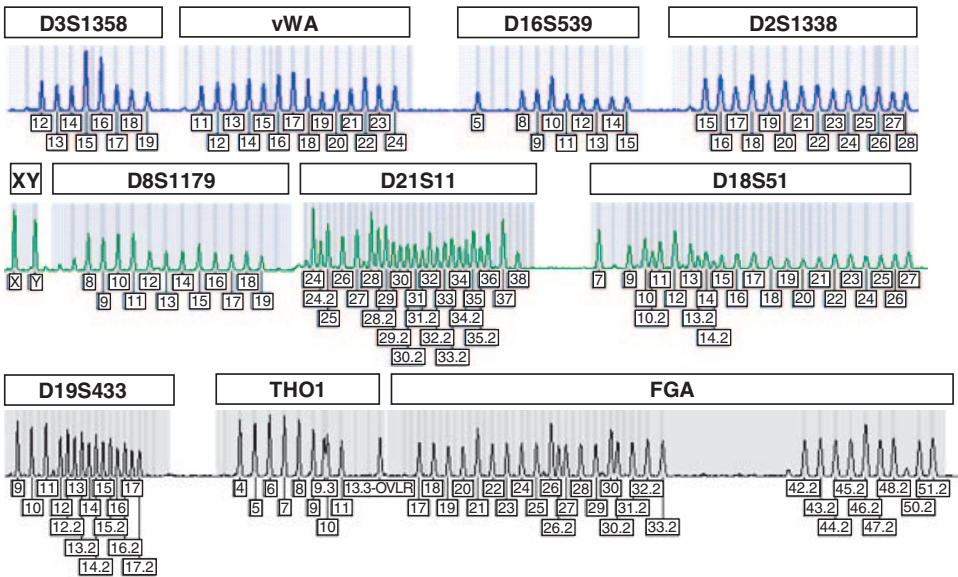 D3S1358 vWA D16S539 D2S1338
12 14 16 18 11 13 15 17 19 21 23 5 8 10 12 14 15 17 19 21 23 25 27
13 15 17 19 12 14 16 18 20 22 24 9 11 13 15 16 18 20 22 24 26 28
XY D8S1179 D21S11 D18S51
X Y 8 10 12 14 16 18 24 26 28 30 32 34 36 38 7 9 11 13 15 17 19 21 23 25 27
9 11 13 15 17 19 24.2 27 29 31 33 35 37 10 12 14 16 18 20 22 24 26
25 28.2 31.2 34.2 10.2 13.2
29.2 32.2 35.2 14.2
30.2 33.2
D19S433 THO1 FGA
9 11 13 15 17 4 6 8 9.3 13.3-OVLR 18 20 22 24 26 28 30 32.2 42.2 45.2 48.2 51.2
10 12 14 16 5 7 9 11 17 19 21 23 25 27 29 31.2 43.2 46.2 50.2
12.2 15.2 10 26.2 30.2 33.2 44.2 47.2
13.2 16.2
14.2 17.2